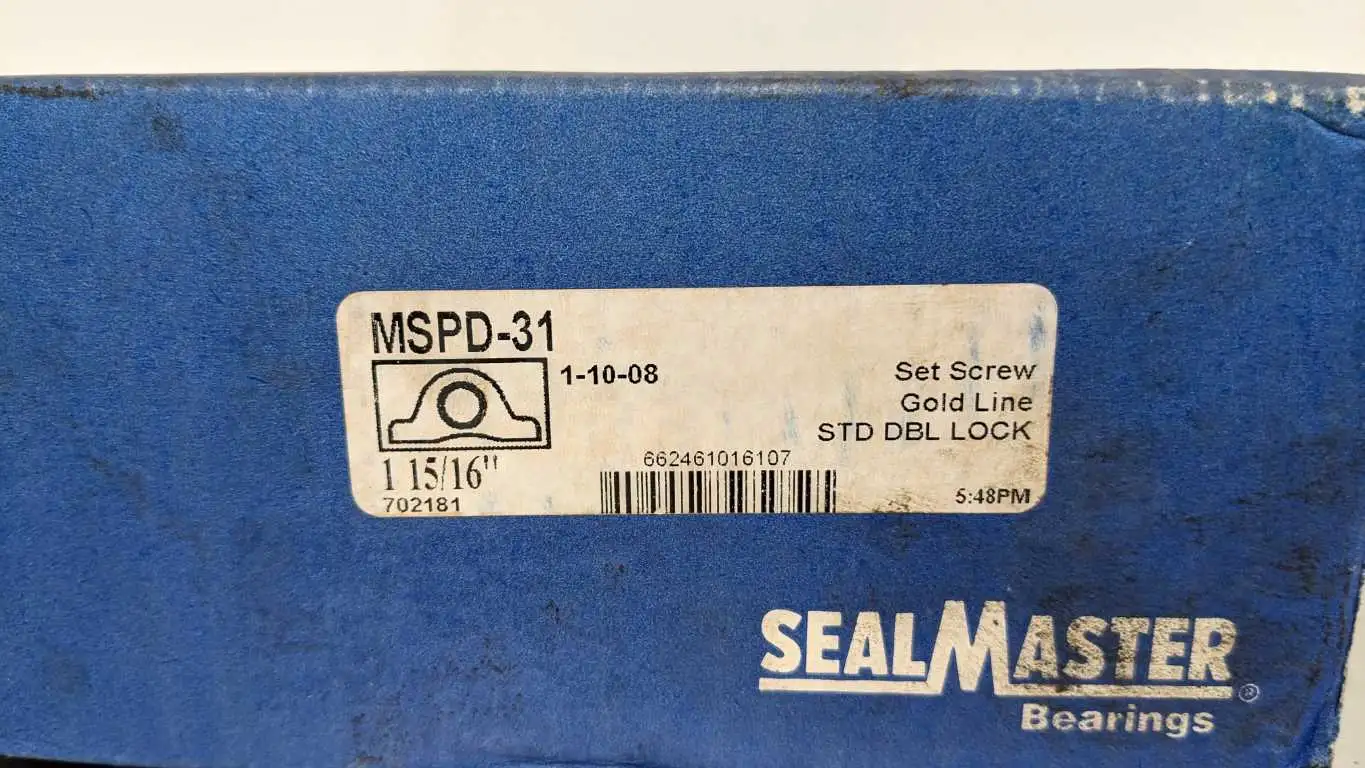 MSPD-31
1-10-08
Set Screw
Gold Line
STD DBL LOCK
1 15/16"
702181
662461016107
5:48PM
SEALMASTER®
Bearings